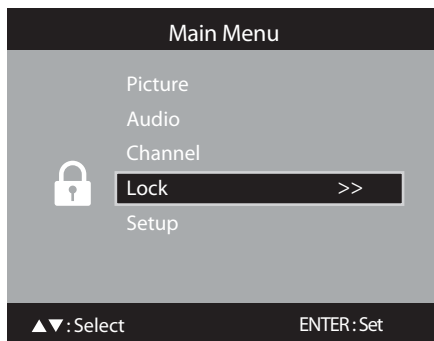 Main Menu
Picture
Audio
Channel
Lock >>
Setup
▲▼: Select ENTER: Set